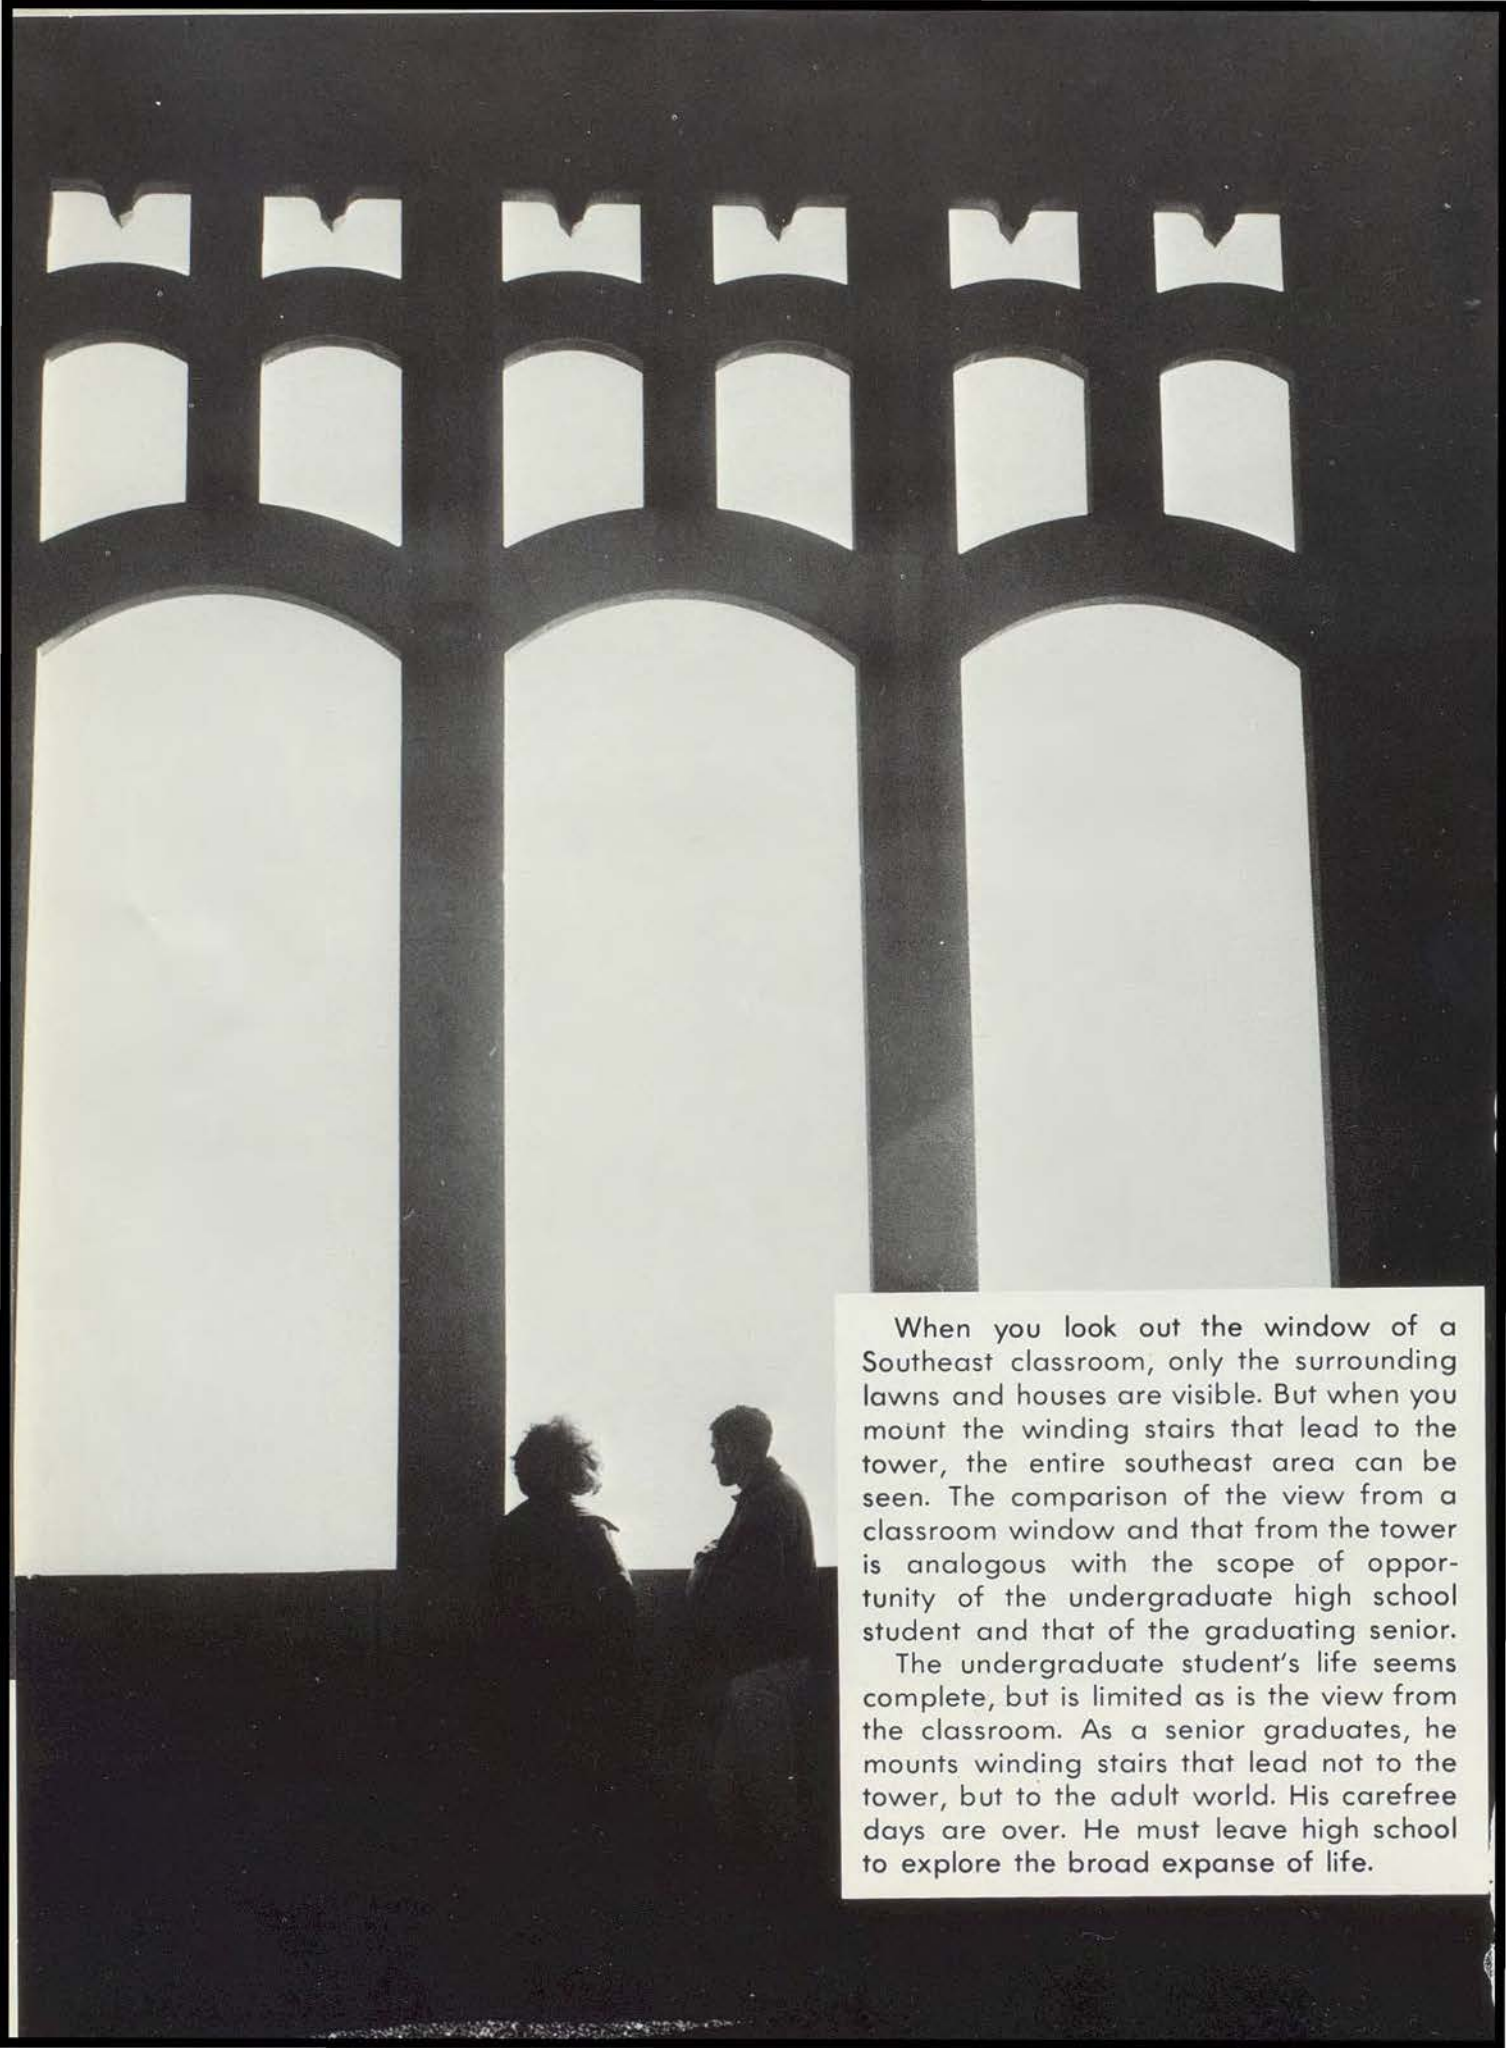 When you look out the window of a
Southeast classroom, only the surrounding
lawns and houses are visible. But when you
mount the winding stairs that lead to the
tower, the entire southeast area can be
seen. The comparison of the view from a
classroom window and that from the tower
is analogous with the scope of oppor-
tunity of the undergraduate high school
student and that of the graduating senior.
The undergraduate student's life seems
complete, but is limited as is the view from
the classroom. As a senior graduates, he
mounts winding stairs that lead not to the
tower, but to the adult world. His carefree
days are over. He must leave high school
to explore the broad expanse of life.